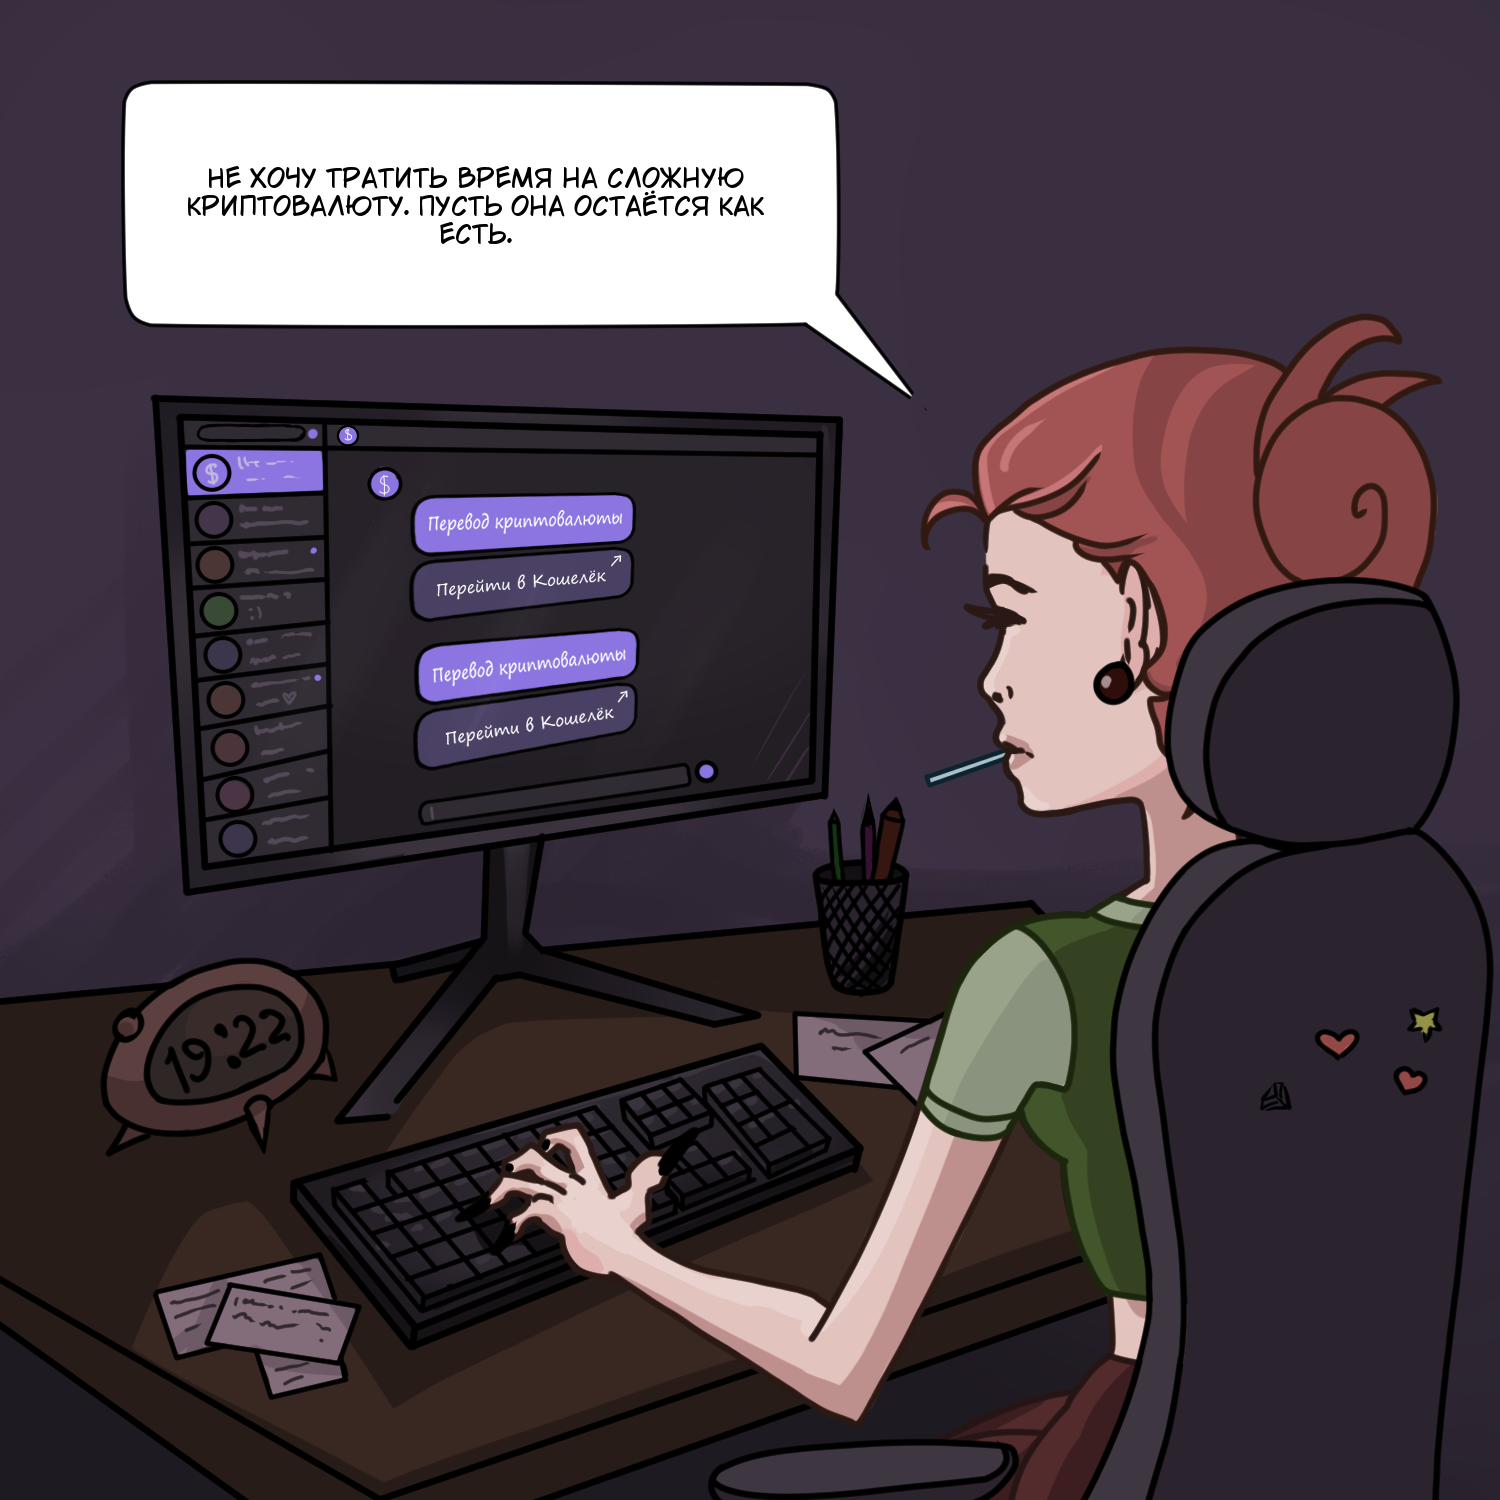 НЕ ХОЧУ ТРАТИТЬ ВРЕМЯ НА СЛОЖНУЮ
КРИПТОВАЛЮТУ. ПУСТЬ ОНА ОСТАЁТСЯ КАК
ЕСТЬ.
$
$
$
:)
Перевод криптовалюты
Перейти в Кошелёк
Перевод криптовалюты
Перейти в Кошелёк
19:22